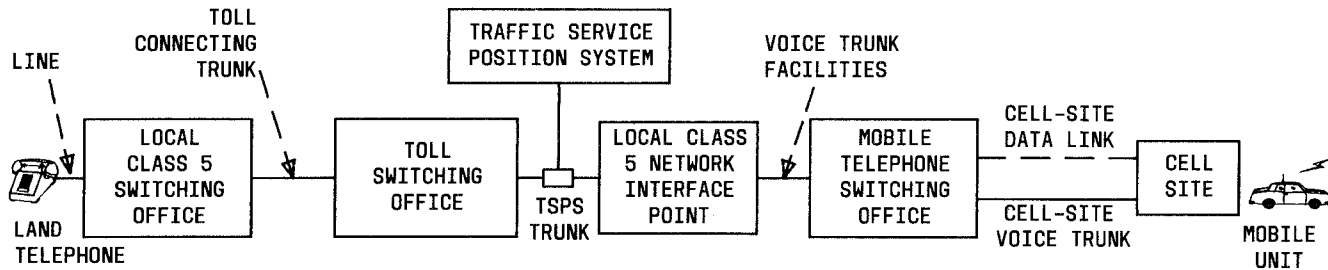 LINE
TOLL
CONNECTING
TRUNK
TRAFFIC SERVICE
POSITION SYSTEM
VOICE TRUNK
FACILITIES
LAND
TELEPHONE
LOCAL
CLASS 5
SWITCHING
OFFICE
TOLL
SWITCHING
OFFICE
TSPS
TRUNK
LOCAL CLASS
5 NETWORK
INTERFACE
POINT
MOBILE
TELEPHONE
SWITCHING
OFFICE
CELL-SITE
DATA LINK
CELL-SITE
VOICE TRUNK
CELL
SITE
MOBILE
UNIT